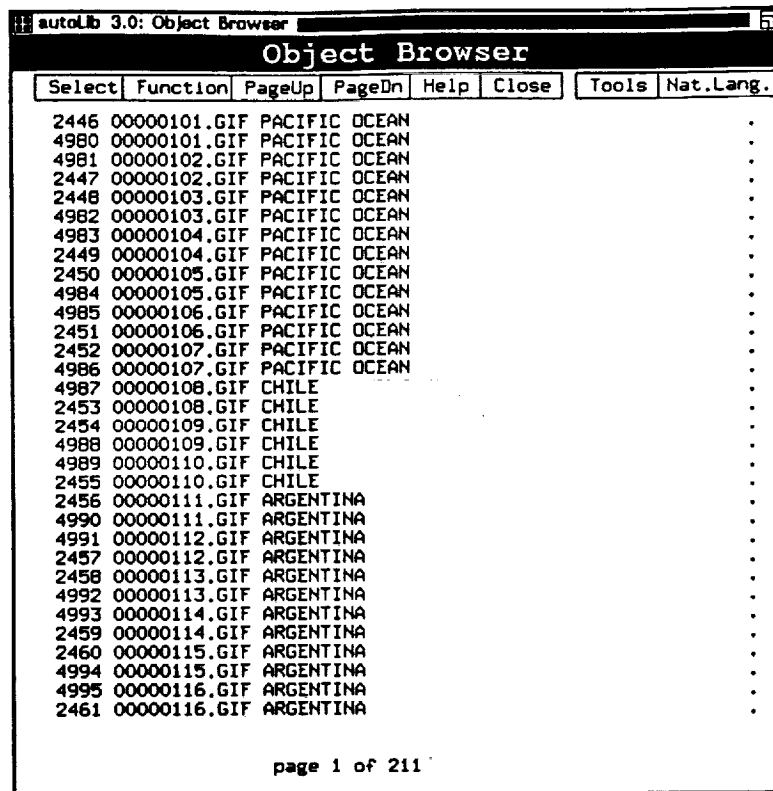 autoLib 3.0: Object Browser
Object Browser
Select Function PageUp PageDn Help Close Tools Nat.Lang.
2446 00000101.GIF PACIFIC OCEAN .
4980 00000101.GIF PACIFIC OCEAN .
4981 00000102.GIF PACIFIC OCEAN .
2447 00000102.GIF PACIFIC OCEAN .
2448 00000103.GIF PACIFIC OCEAN .
4982 00000103.GIF PACIFIC OCEAN .
4983 00000104.GIF PACIFIC OCEAN .
2449 00000104.GIF PACIFIC OCEAN .
2450 00000105.GIF PACIFIC OCEAN .
4984 00000105.GIF PACIFIC OCEAN .
4985 00000106.GIF PACIFIC OCEAN .
2451 00000106.GIF PACIFIC OCEAN .
2452 00000107.GIF PACIFIC OCEAN .
4986 00000107.GIF PACIFIC OCEAN .
4987 00000108.GIF CHILE .
2453 00000108.GIF CHILE .
2454 00000109.GIF CHILE .
4988 00000109.GIF CHILE .
4989 00000110.GIF CHILE .
2455 00000110.GIF CHILE .
2456 00000111.GIF ARGENTINA .
4990 00000111.GIF ARGENTINA .
4991 00000112.GIF ARGENTINA .
2457 00000112.GIF ARGENTINA .
2458 00000113.GIF ARGENTINA .
4992 00000113.GIF ARGENTINA .
4993 00000114.GIF ARGENTINA .
2459 00000114.GIF ARGENTINA .
2460 00000115.GIF ARGENTINA .
4994 00000115.GIF ARGENTINA .
4995 00000116.GIF ARGENTINA .
2461 00000116.GIF ARGENTINA .
page 1 of 211